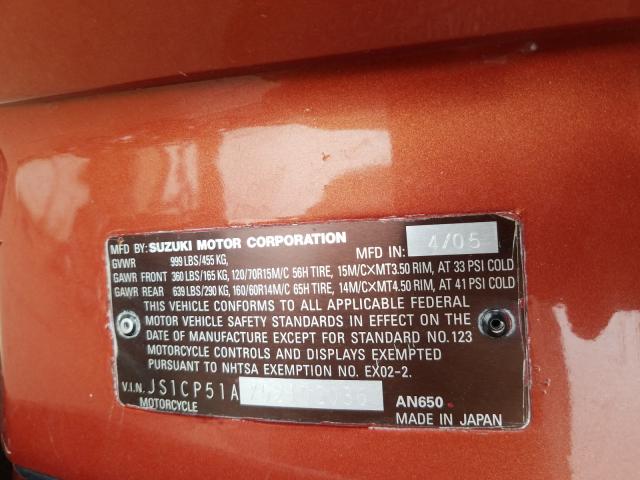 MFD BY: SUZUKI MOTOR CORPORATION MFD IN: 4/05
GVWR 999 LBS/455 KG,
GAWR FRONT 360 LBS/165 KG, 120/70R15M/C 56H TIRE, 15M/C×MT3.50 RIM, AT 33 PSI COLD
GAWR REAR 639 LBS/290 KG, 160/60R14M/C 65H TIRE, 14M/C×MT4.50 RIM, AT 41 PSI COLD
THIS VEHICLE CONFORMS TO ALL APPLICABLE FEDERAL
MOTOR VEHICLE SAFETY STANDARDS IN EFFECT ON THE
DATE OF MANUFACTURE EXCEPT FOR STANDARD NO. 123
MOTORCYCLE CONTROLS AND DISPLAYS EXEMPTED
PURSUANT TO NHTSA EXEMPTION NO. EX02-2.
V.I.N. JS1CP51A
MOTORCYCLE AN650
MADE IN JAPAN